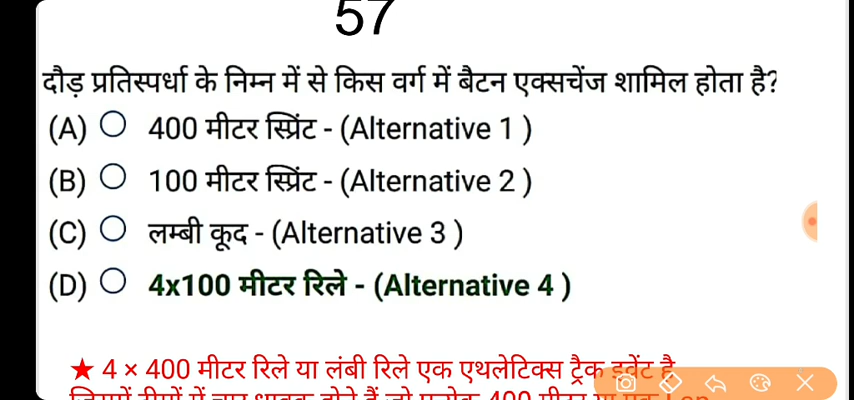 57
दौड़ प्रतिस्पर्धा के निम्न में से किस वर्ग में बैटन एक्सचेंज शामिल होता है?
(A) 400 मीटर स्प्रिंट - (Alternative 1 )
(B) 100 मीटर स्प्रिंट - (Alternative 2 )
(C) लम्बी कूद - (Alternative 3 )
(D) 4x100 मीटर रिले - (Alternative 4 )
★ 4 × 400 मीटर रिले या लंबी रिले एक एथलेटिक्स ट्रैक इवेंट है